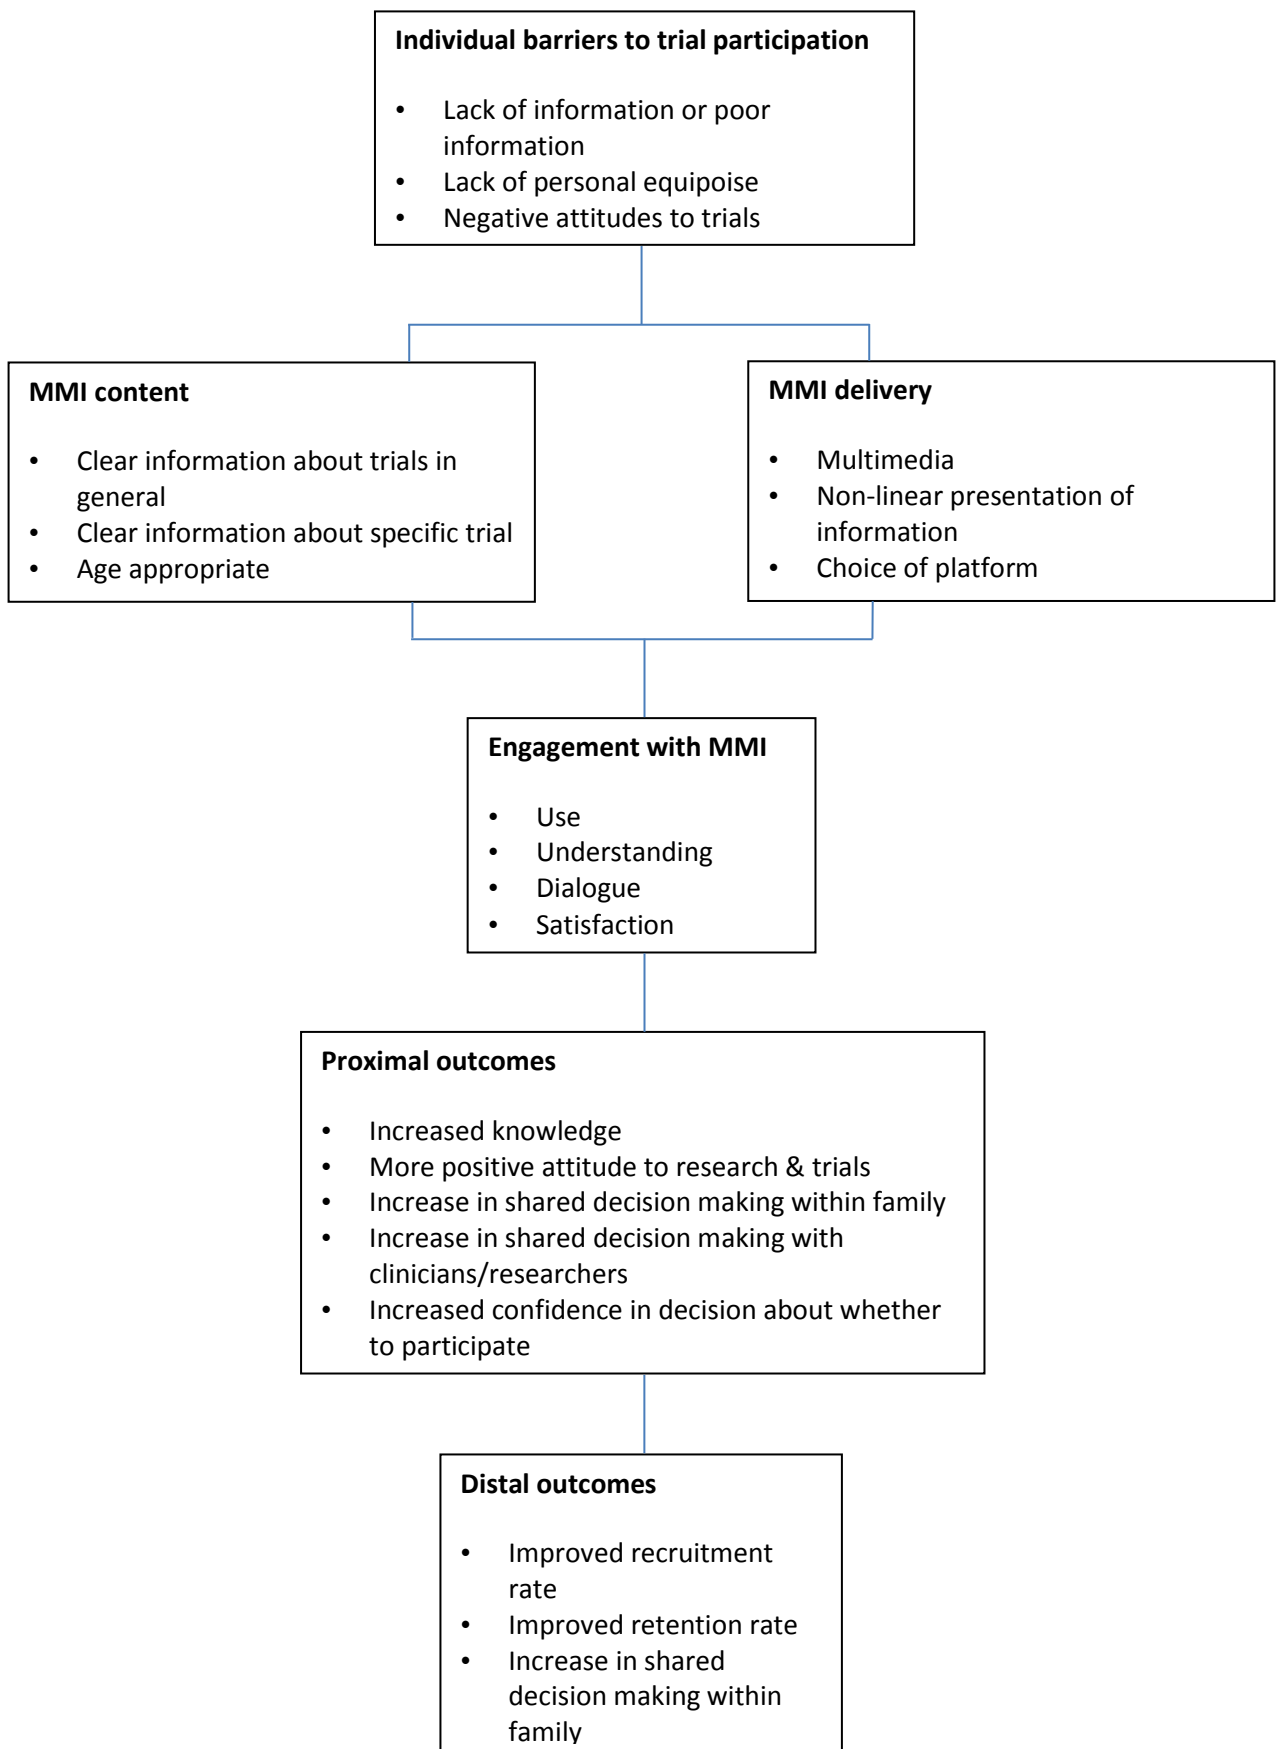 Individual barriers to trial participation
• Lack of information or poor
information
• Lack of personal equipoise
• Negative attitudes to trials
MMI content
• Clear information about trials in
general
• Clear information about specific trial
• Age appropriate
MMI delivery
• Multimedia
• Non-linear presentation of
information
• Choice of platform
Engagement with MMI
• Use
• Understanding
• Dialogue
• Satisfaction
Proximal outcomes
• Increased knowledge
• More positive attitude to research & trials
• Increase in shared decision making within family
• Increase in shared decision making with
clinicians/researchers
• Increased confidence in decision about whether
to participate
Distal outcomes
• Improved recruitment
rate
• Improved retention rate
• Increase in shared
decision making within
family